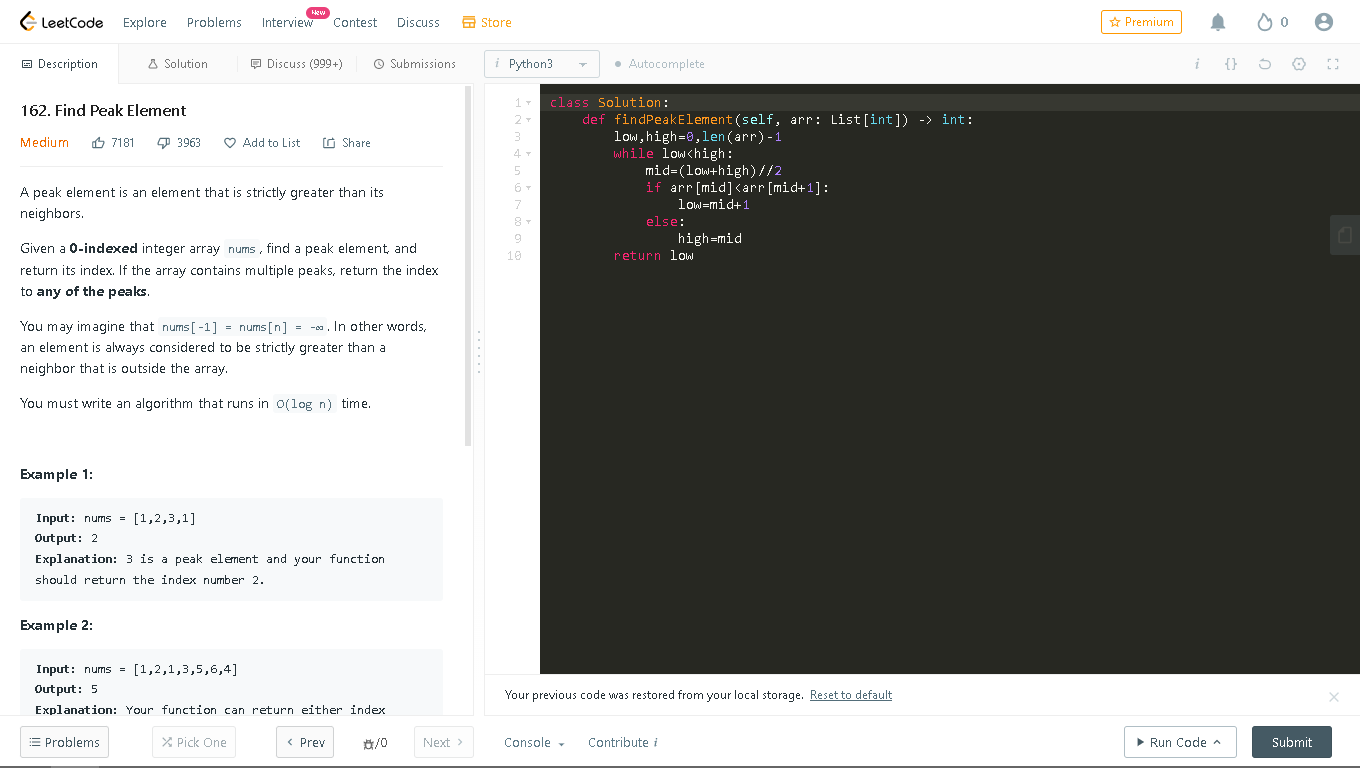 LeetCode Explore Problems Interview New Contest Discuss Store Premium 0
Description Solution Discuss (999+) Submissions
i Python3 Autocomplete i {}
162. Find Peak Element
Medium 7181 3963 Add to List Share
A peak element is an element that is strictly greater than its
neighbors.
Given a 0-indexed integer array nums, find a peak element, and
return its index. If the array contains multiple peaks, return the index
to any of the peaks.
You may imagine that nums[-1] = nums[n] = -∞. In other words,
an element is always considered to be strictly greater than a
neighbor that is outside the array.
You must write an algorithm that runs in O(log n) time.
Example 1:
Input: nums = [1,2,3,1]
Output: 2
Explanation: 3 is a peak element and your function
should return the index number 2.
Example 2:
Input: nums = [1,2,1,3,5,6,4]
Output: 5
Explanation: Your function can return either index
1 class Solution:
2     def findPeakElement(self, arr: List[int]) -> int:
3         low,high=0,len(arr)-1
4         while low<high:
5             mid=(low+high)//2
6             if arr[mid]<arr[mid+1]:
7                 low=mid+1
8             else:
9                 high=mid
10         return low
Your previous code was restored from your local storage. Reset to default
Problems Pick One < Prev /0 Next > Console Contribute i Run Code Submit